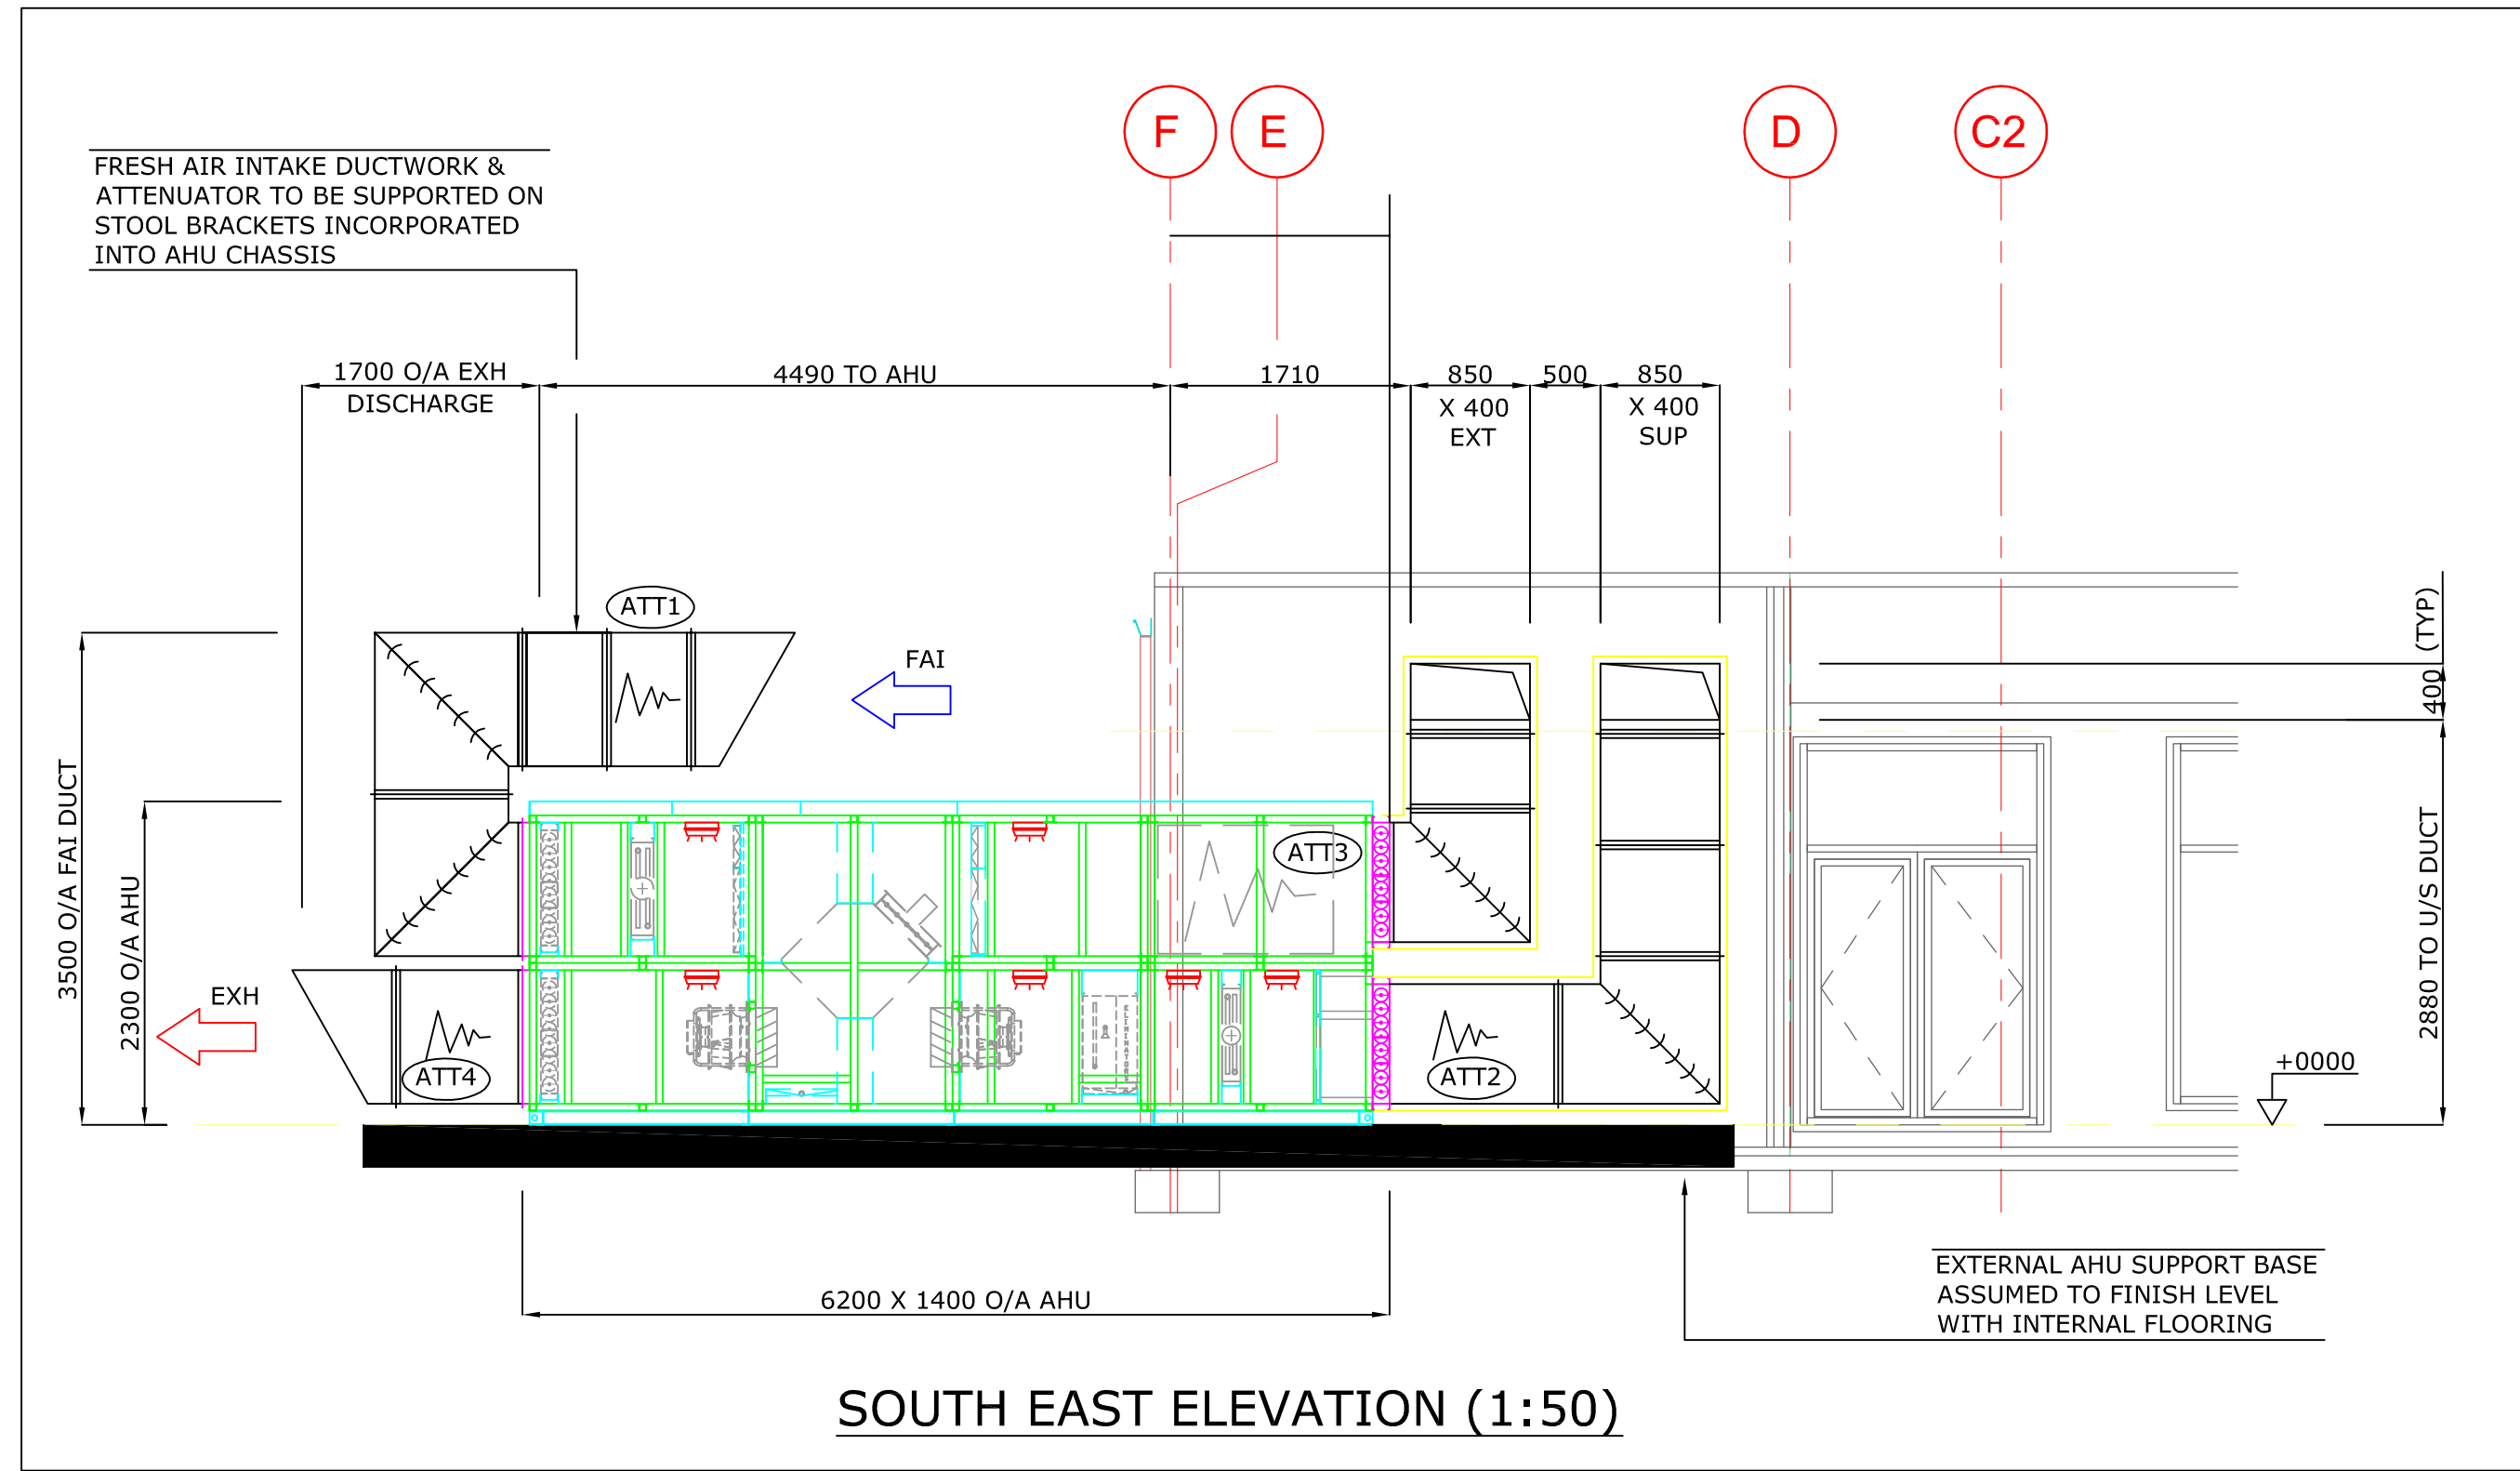 F
E
D
C2
FRESH AIR INTAKE DUCTWORK &
ATTENUATOR TO BE SUPPORTED ON
STOOL BRACKETS INCORPORATED
INTO AHU CHASSIS
1700 O/A EXH
DISCHARGE
4490 TO AHU
1710
850
X 400
EXT
500
850
X 400
SUP
ATT1
FAI
(TYP)
400
3500 O/A FAI DUCT
2300 O/A AHU
ATT3
2880 TO U/S DUCT
EXH
ATT4
ELININATORS
ATT2
+0000
6200 X 1400 O/A AHU
EXTERNAL AHU SUPPORT BASE
ASSUMED TO FINISH LEVEL
WITH INTERNAL FLOORING
SOUTH EAST ELEVATION (1:50)